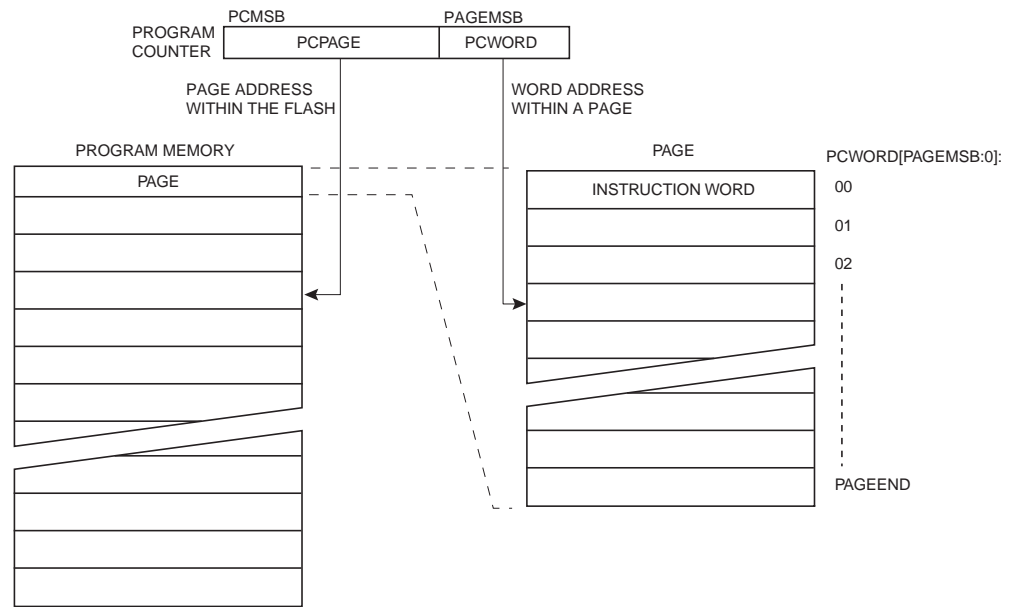 PCMSB
PAGEMSB
PROGRAM
COUNTER
PCPAGE
PCWORD
PAGE ADDRESS
WITHIN THE FLASH
WORD ADDRESS
WITHIN A PAGE
PROGRAM MEMORY
PAGE
PAGE
PCWORD[PAGEMSB:0]:
INSTRUCTION WORD
00
01
02
PAGEEND